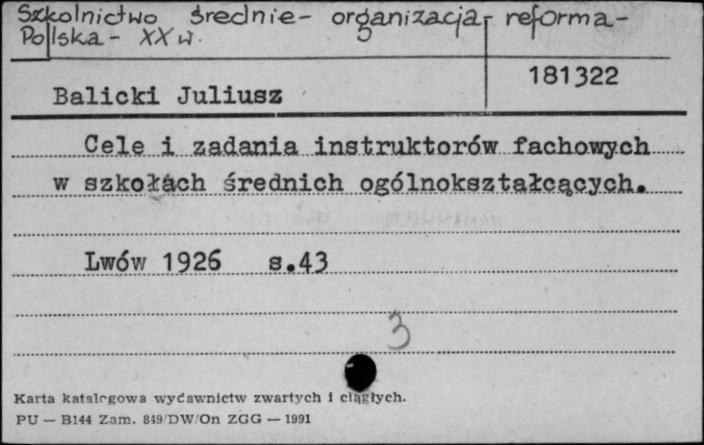 Szkolnictwo średnie - organizacja, reforma -
Polska - XX w.
181322
Balicki Juliusz
Cele i zadania instruktorów fachowych
w szkołach średnich ogólnokształcących.
Lwów 1926 s.43
3
Karta katalogowa wydawnictw zwartych i ciągłych.
PU — B144 Zam. 849/DW/On ZGG — 1991